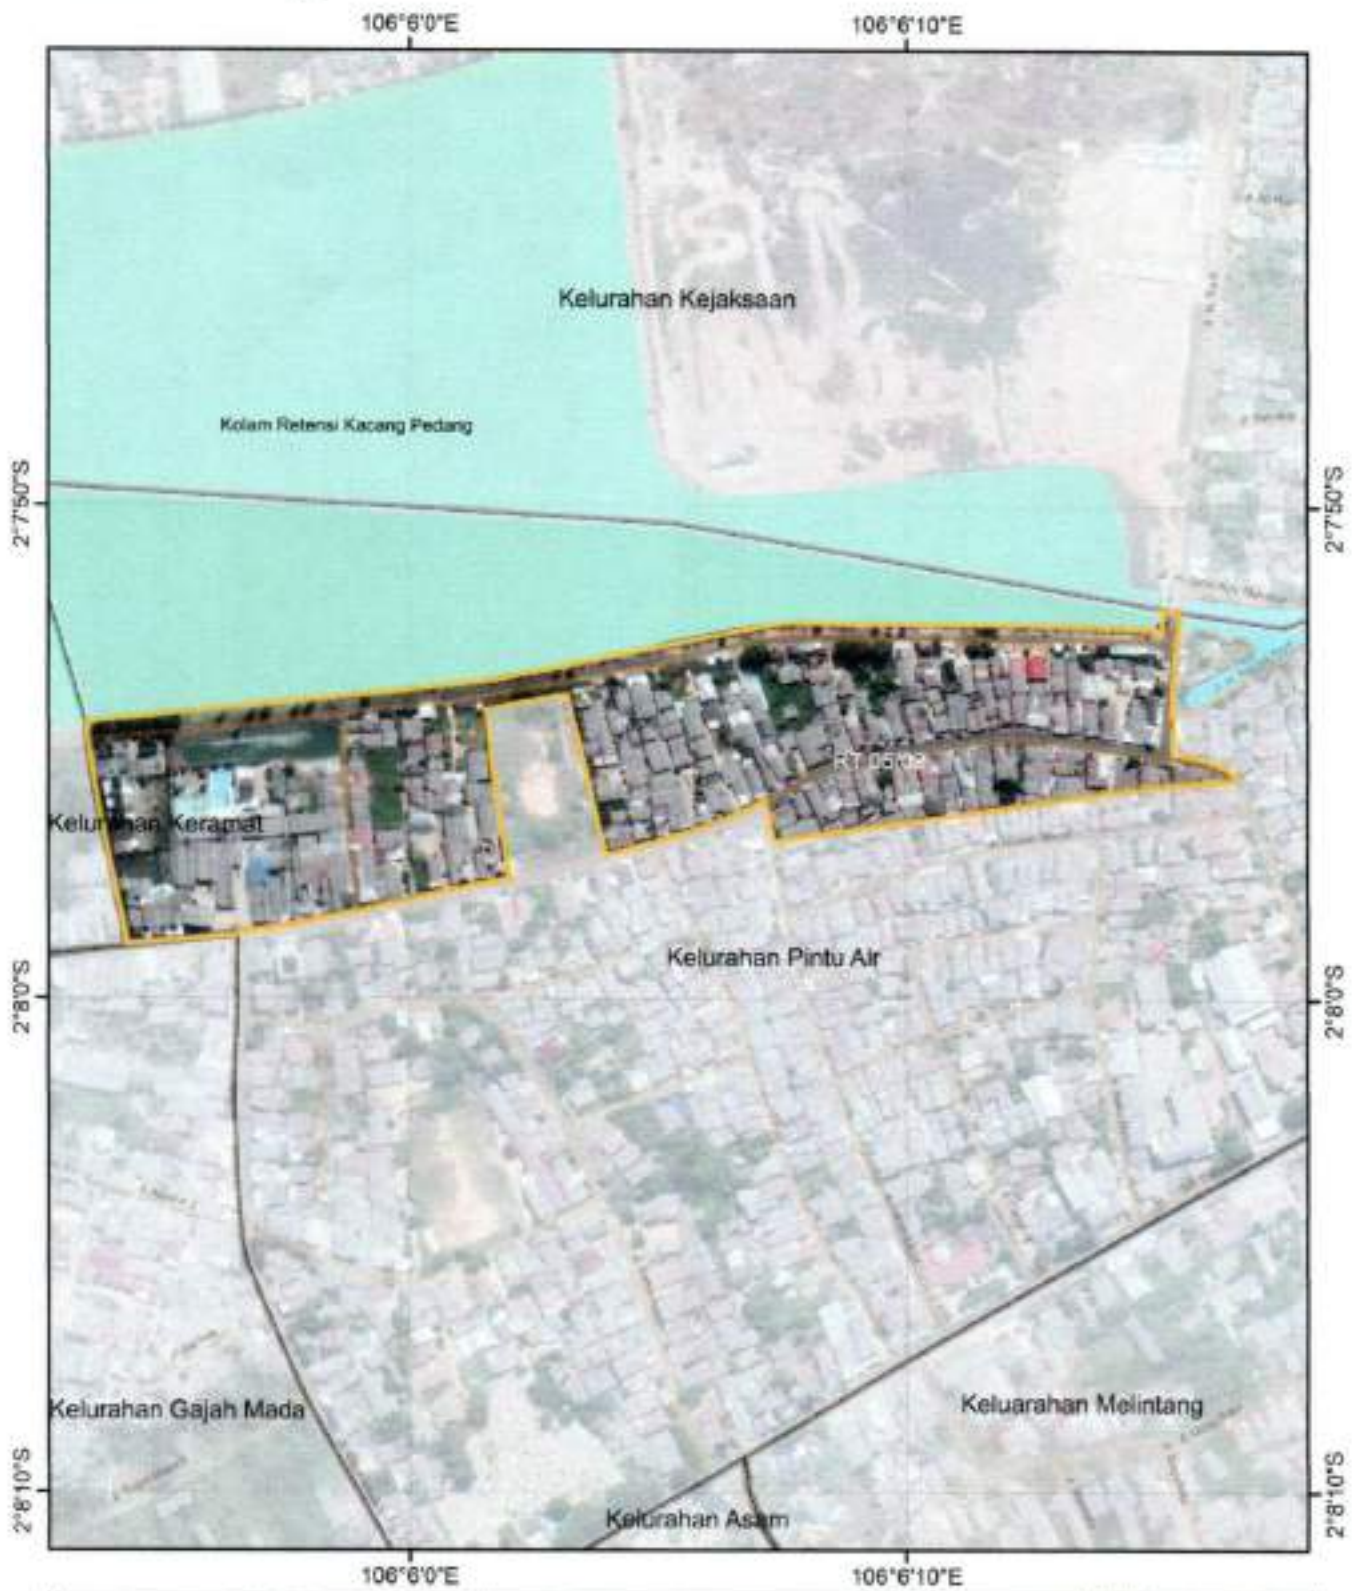 106°6'0"E
106°6'10"E
Kelurahan Kejaksaan
Kolam Retensi Kacang Pedang
2°7'50"S
2°7'50"S
RT 05/02
Kelurahan Keramat
Kelurahan Pintu Air
2°8'0"S
2°8'0"S
Kelurahan Gajah Mada
Keluarahan Melintang
2°8'10"S
2°8'10"S
Kelurahan Asam
106°6'0"E
106°6'10"E